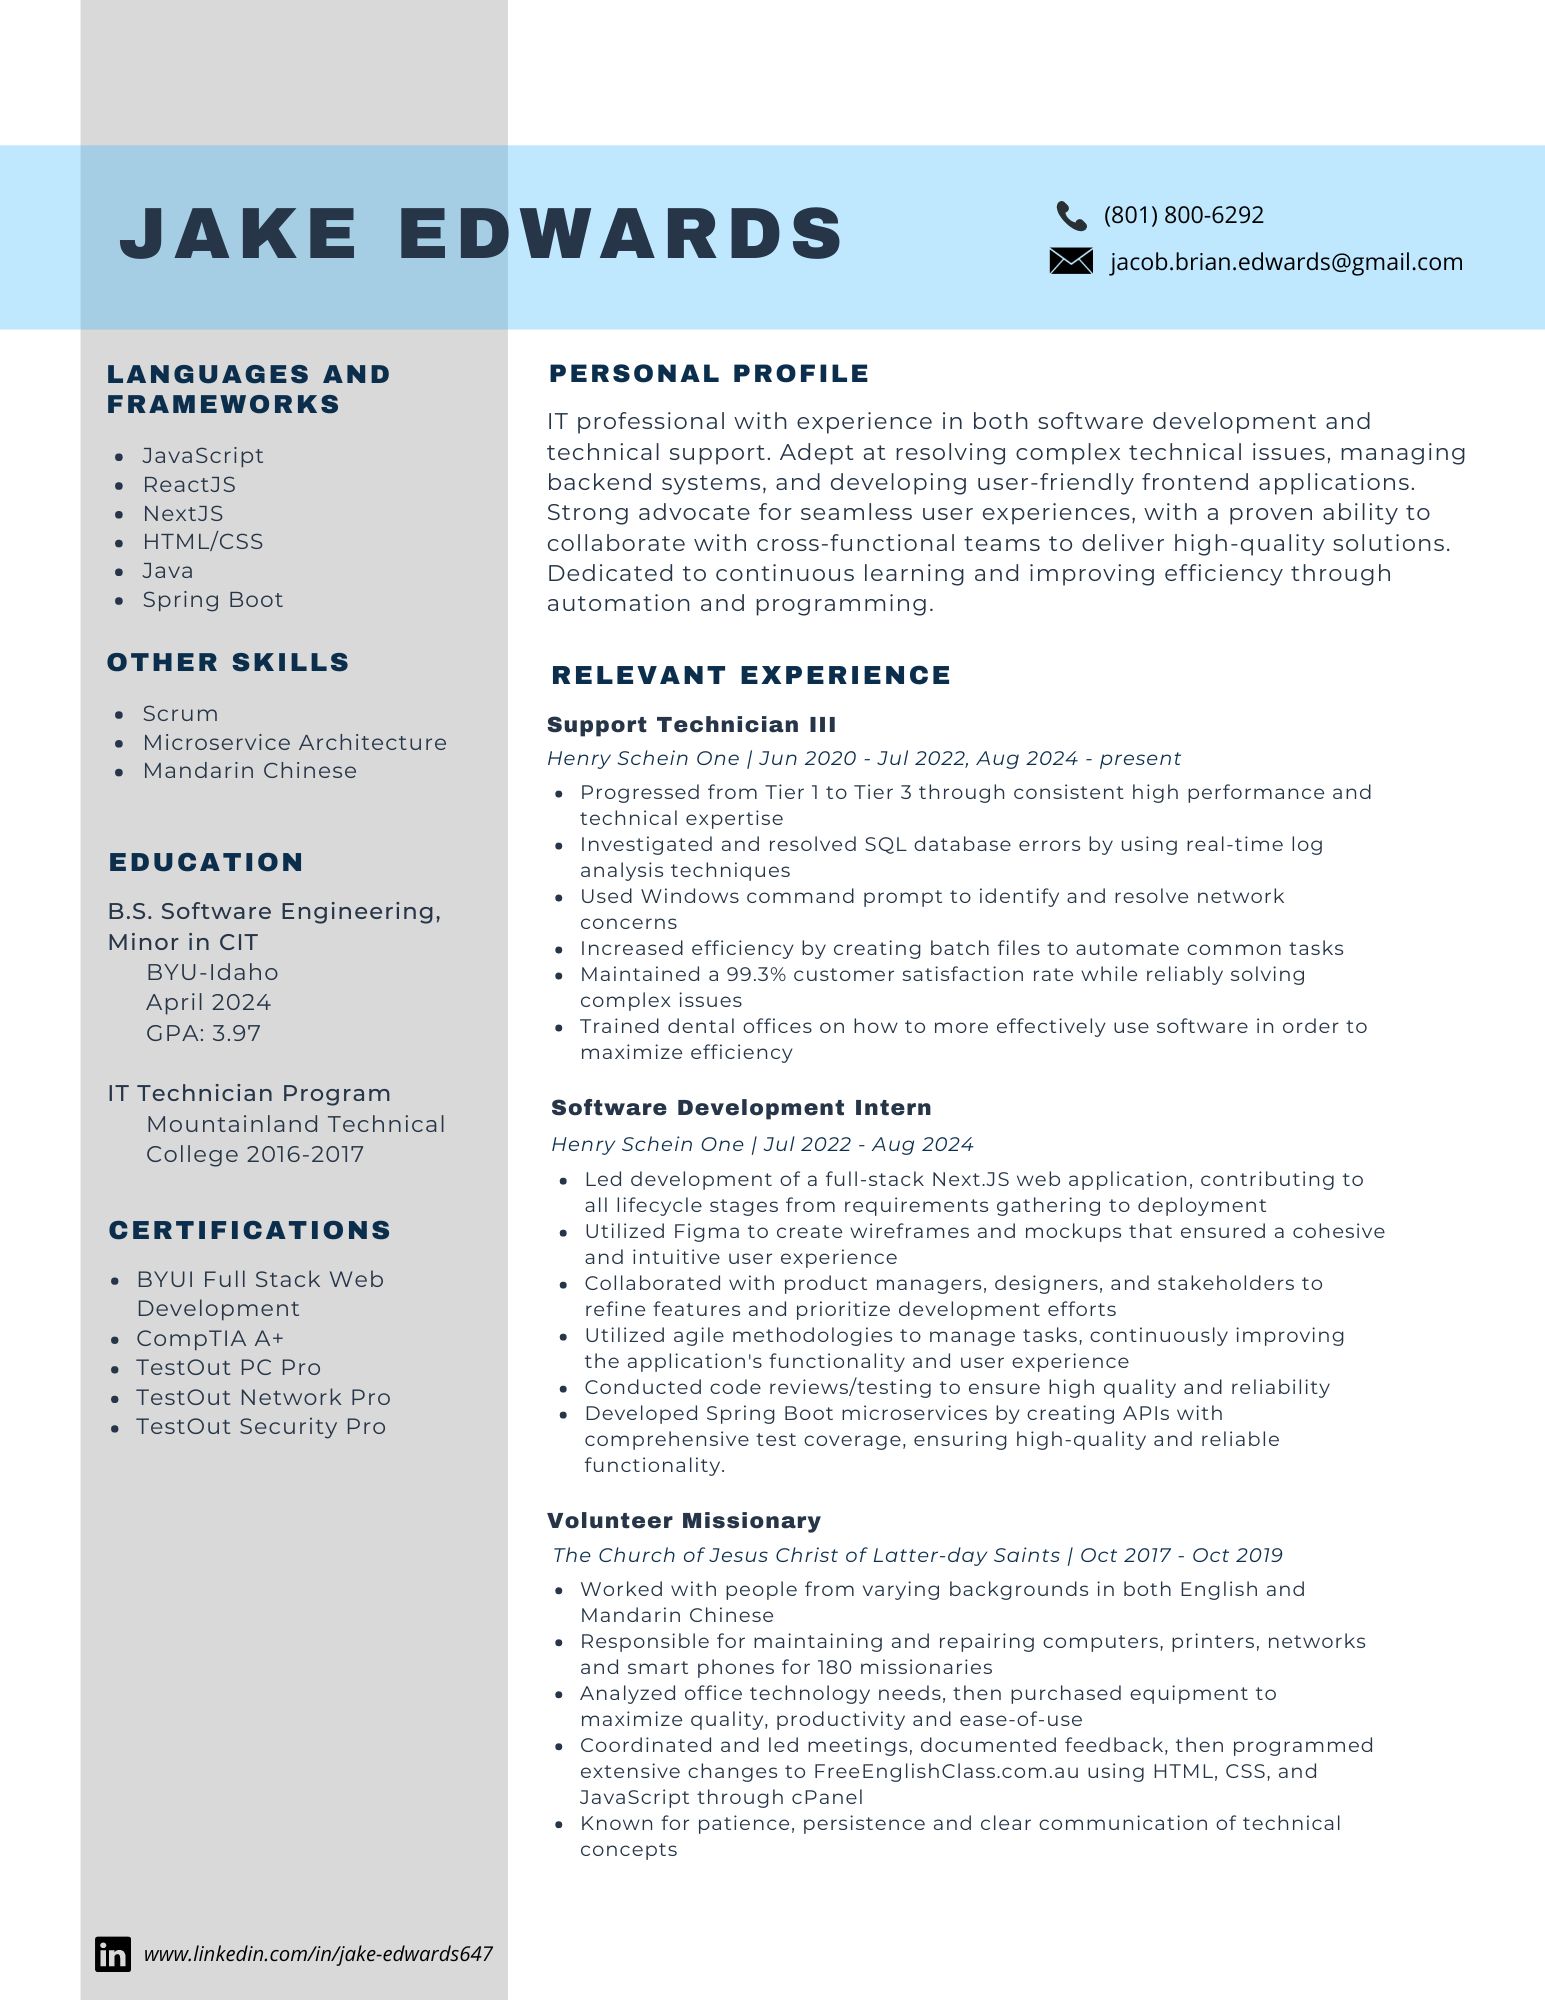 JAKE EDWARDS
(801) 800-6292
jacob.brian.edwards@gmail.com
LANGUAGES AND
FRAMEWORKS
JavaScript
ReactJS
NextJS
HTML/CSS
Java
Spring Boot
OTHER SKILLS
Scrum
Microservice Architecture
Mandarin Chinese
EDUCATION
B.S. Software Engineering,
Minor in CIT
BYU-Idaho
April 2024
GPA: 3.97
IT Technician Program
Mountainland Technical
College 2016-2017
CERTIFICATIONS
BYUI Full Stack Web
Development
CompTIA A+
TestOut PC Pro
TestOut Network Pro
TestOut Security Pro
in www.linkedin.com/in/jake-edwards647
PERSONAL PROFILE
IT professional with experience in both software development and
technical support. Adept at resolving complex technical issues, managing
backend systems, and developing user-friendly frontend applications.
Strong advocate for seamless user experiences, with a proven ability to
collaborate with cross-functional teams to deliver high-quality solutions.
Dedicated to continuous learning and improving efficiency through
automation and programming.
RELEVANT EXPERIENCE
Support Technician III
Henry Schein One | Jun 2020 - Jul 2022, Aug 2024 - present
Progressed from Tier 1 to Tier 3 through consistent high performance and
technical expertise
Investigated and resolved SQL database errors by using real-time log
analysis techniques
Used Windows command prompt to identify and resolve network
concerns
Increased efficiency by creating batch files to automate common tasks
Maintained a 99.3% customer satisfaction rate while reliably solving
complex issues
Trained dental offices on how to more effectively use software in order to
maximize efficiency
Software Development Intern
Henry Schein One | Jul 2022 - Aug 2024
Led development of a full-stack Next.JS web application, contributing to
all lifecycle stages from requirements gathering to deployment
Utilized Figma to create wireframes and mockups that ensured a cohesive
and intuitive user experience
Collaborated with product managers, designers, and stakeholders to
refine features and prioritize development efforts
Utilized agile methodologies to manage tasks, continuously improving
the application's functionality and user experience
Conducted code reviews/testing to ensure high quality and reliability
Developed Spring Boot microservices by creating APIs with
comprehensive test coverage, ensuring high-quality and reliable
functionality.
Volunteer Missionary
The Church of Jesus Christ of Latter-day Saints | Oct 2017 - Oct 2019
Worked with people from varying backgrounds in both English and
Mandarin Chinese
Responsible for maintaining and repairing computers, printers, networks
and smart phones for 180 missionaries
Analyzed office technology needs, then purchased equipment to
maximize quality, productivity and ease-of-use
Coordinated and led meetings, documented feedback, then programmed
extensive changes to FreeEnglishClass.com.au using HTML, CSS, and
JavaScript through cPanel
Known for patience, persistence and clear communication of technical
concepts